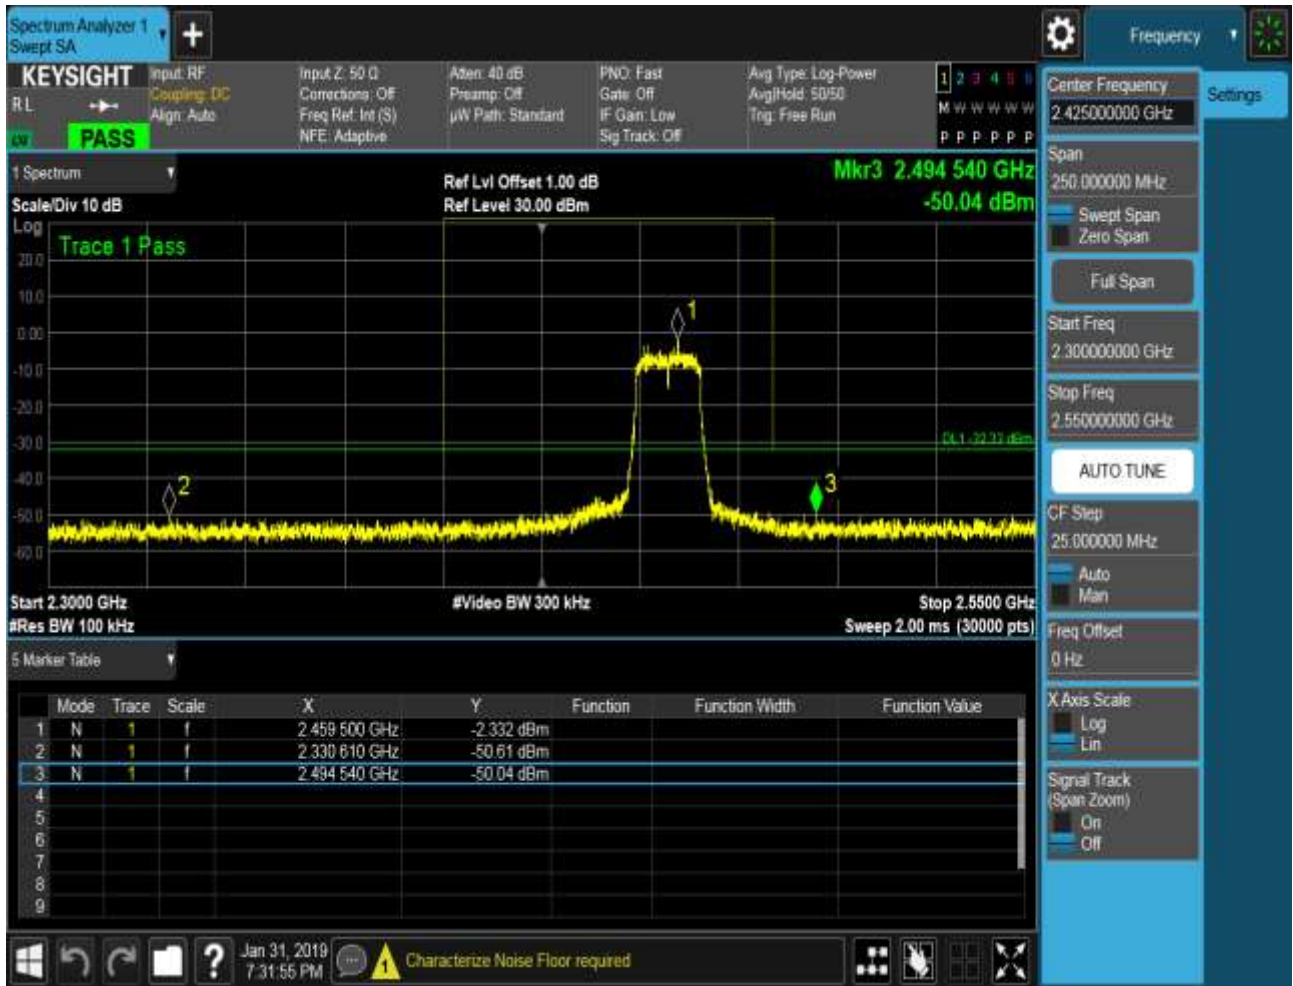 Spectrum Analyzer 1
Swept SA
Frequency
KEYSIGHT
R L
PASS
Input: RF
Coupling: DC
Align: Auto
Input Z: 50 Ω
Corrections: Off
Freq Ref: Int (S)
NFE: Adaptive
Atten: 40 dB
Preamp: Off
µW Path: Standard
PNO: Fast
Gate: Off
IF Gain: Low
Sig Track: Off
Avg Type: Log-Power
Avg|Hold: 50/50
Trig: Free Run
1 2 3 4 5 6
M W W W W W
P P P P P P
1 Spectrum
Scale/Div 10 dB
Ref Lvl Offset 1.00 dB
Ref Level 30.00 dBm
Mkr3 2.494 540 GHz
-50.04 dBm
Log
Trace 1 Pass
20.0
10.0
0.00
-10.0
-20.0
-30.0
-40.0
-50.0
-60.0
1
2
3
DL1 -32.33 dBm
Start 2.3000 GHz
#Res BW 100 kHz
#Video BW 300 kHz
Stop 2.5500 GHz
Sweep 2.00 ms (30000 pts)
5 Marker Table
Mode Trace Scale X Y Function Function Width Function Value
1 N 1 f 2.459 500 GHz -2.332 dBm
2 N 1 f 2.330 610 GHz -50.61 dBm
3 N 1 f 2.494 540 GHz -50.04 dBm
4
5
6
7
8
9
Jan 31, 2019
7:31:55 PM
Characterize Noise Floor required
Center Frequency
2.425000000 GHz
Settings
Span
250.000000 MHz
Swept Span
Zero Span
Full Span
Start Freq
2.300000000 GHz
Stop Freq
2.550000000 GHz
AUTO TUNE
CF Step
25.000000 MHz
Auto
Man
Freq Offset
0 Hz
X Axis Scale
Log
Lin
Signal Track
(Span Zoom)
On
Off